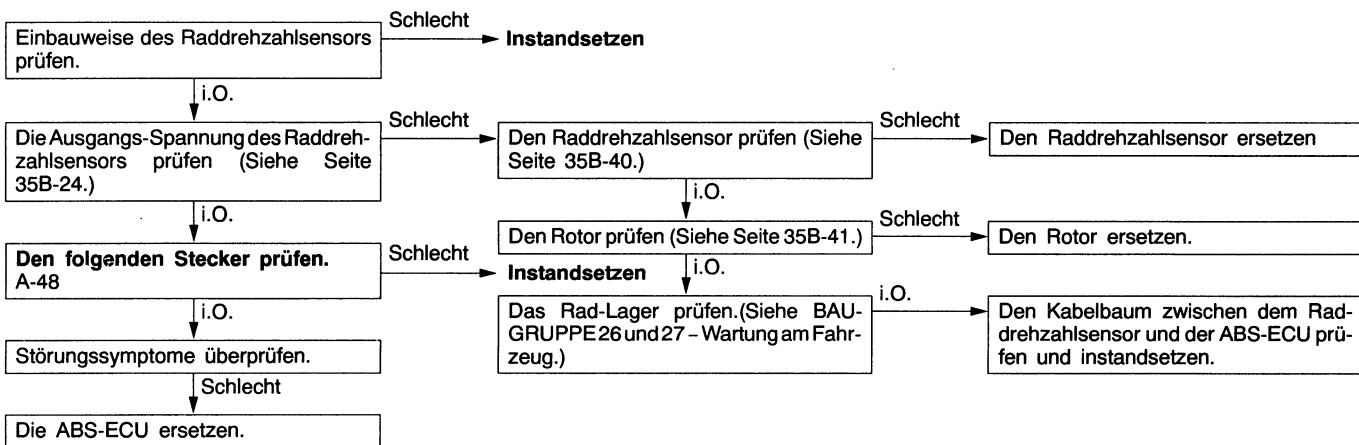 Einbauweise des Raddrehzahlsensors
prüfen.
Schlecht
Instandsetzen
i.O.
Die Ausgangs-Spannung des Raddreh-
zahlsensors prüfen (Siehe Seite
35B-24.)
Schlecht
Den Raddrehzahlsensor prüfen (Siehe
Seite 35B-40.)
Schlecht
Den Raddrehzahlsensor ersetzen
i.O.
i.O.
Den Rotor prüfen (Siehe Seite 35B-41.)
Schlecht
Den Rotor ersetzen.
Den folgenden Stecker prüfen.
A-48
Schlecht
Instandsetzen
i.O.
i.O.
Das Rad-Lager prüfen.(Siehe BAU-
GRUPPE 26 und 27 – Wartung am Fahr-
zeug.)
i.O.
Den Kabelbaum zwischen dem Rad-
drehzahlsensor und der ABS-ECU prü-
fen und instandsetzen.
Störungssymptome überprüfen.
Schlecht
Die ABS-ECU ersetzen.